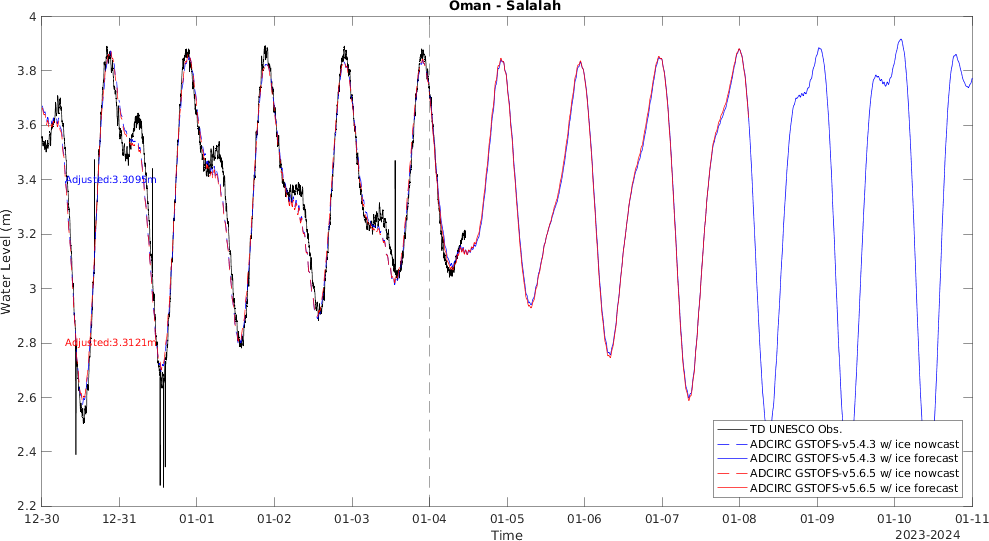 Oman - Salalah
4
3.8
3.6
3.4
3.2
3
2.8
2.6
2.4
2.2
Water Level (m)
Adjusted:3.3095m
Adjusted:3.3121m
TD UNESCO Obs.
ADCIRC GSTOFS-v5.4.3 w/ ice nowcast
ADCIRC GSTOFS-v5.4.3 w/ ice forecast
ADCIRC GSTOFS-v5.6.5 w/ ice nowcast
ADCIRC GSTOFS-v5.6.5 w/ ice forecast
12-30 12-31 01-01 01-02 01-03 01-04 01-05 01-06 01-07 01-08 01-09 01-10 01-11
Time
2023-2024